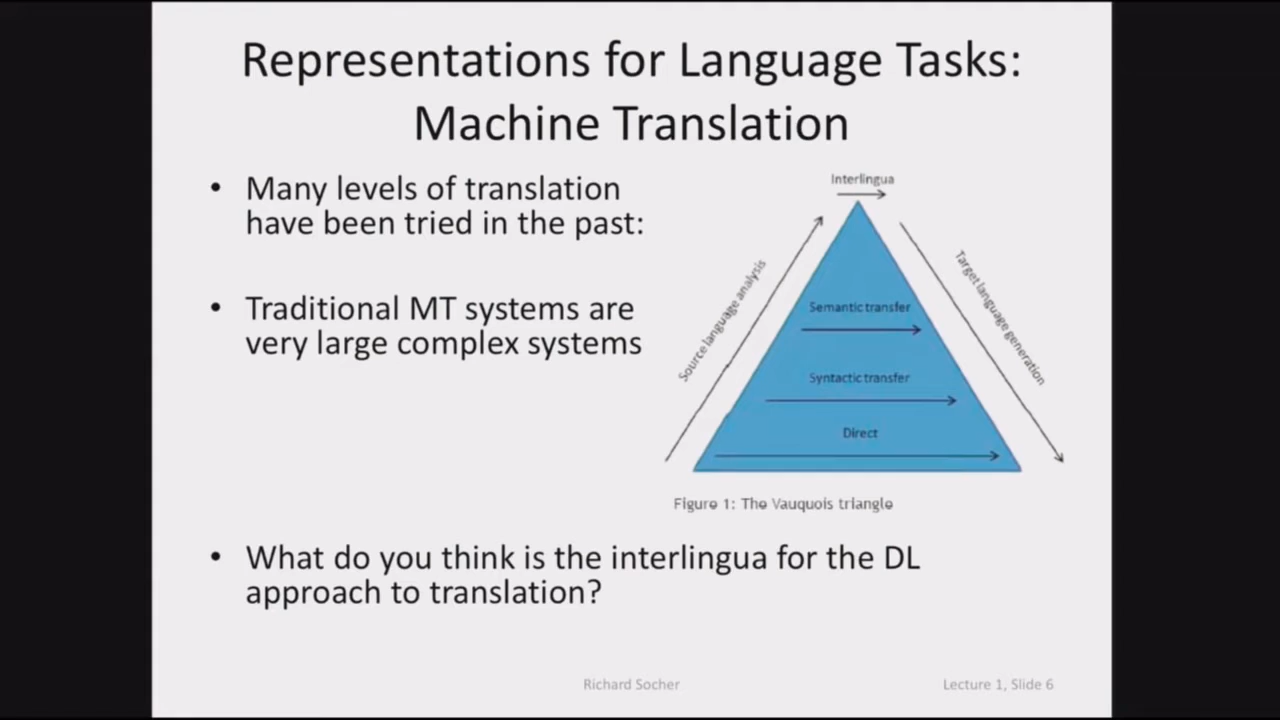 Representations for Language Tasks:
Machine Translation
• Many levels of translation
have been tried in the past:
• Traditional MT systems are
very large complex systems
Interlingua
Source language analysis
Target language generation
Semantic transfer
Syntactic transfer
Direct
Figure 1: The Vauquois triangle
• What do you think is the interlingua for the DL
approach to translation?
Richard Socher
Lecture 1, Slide 6